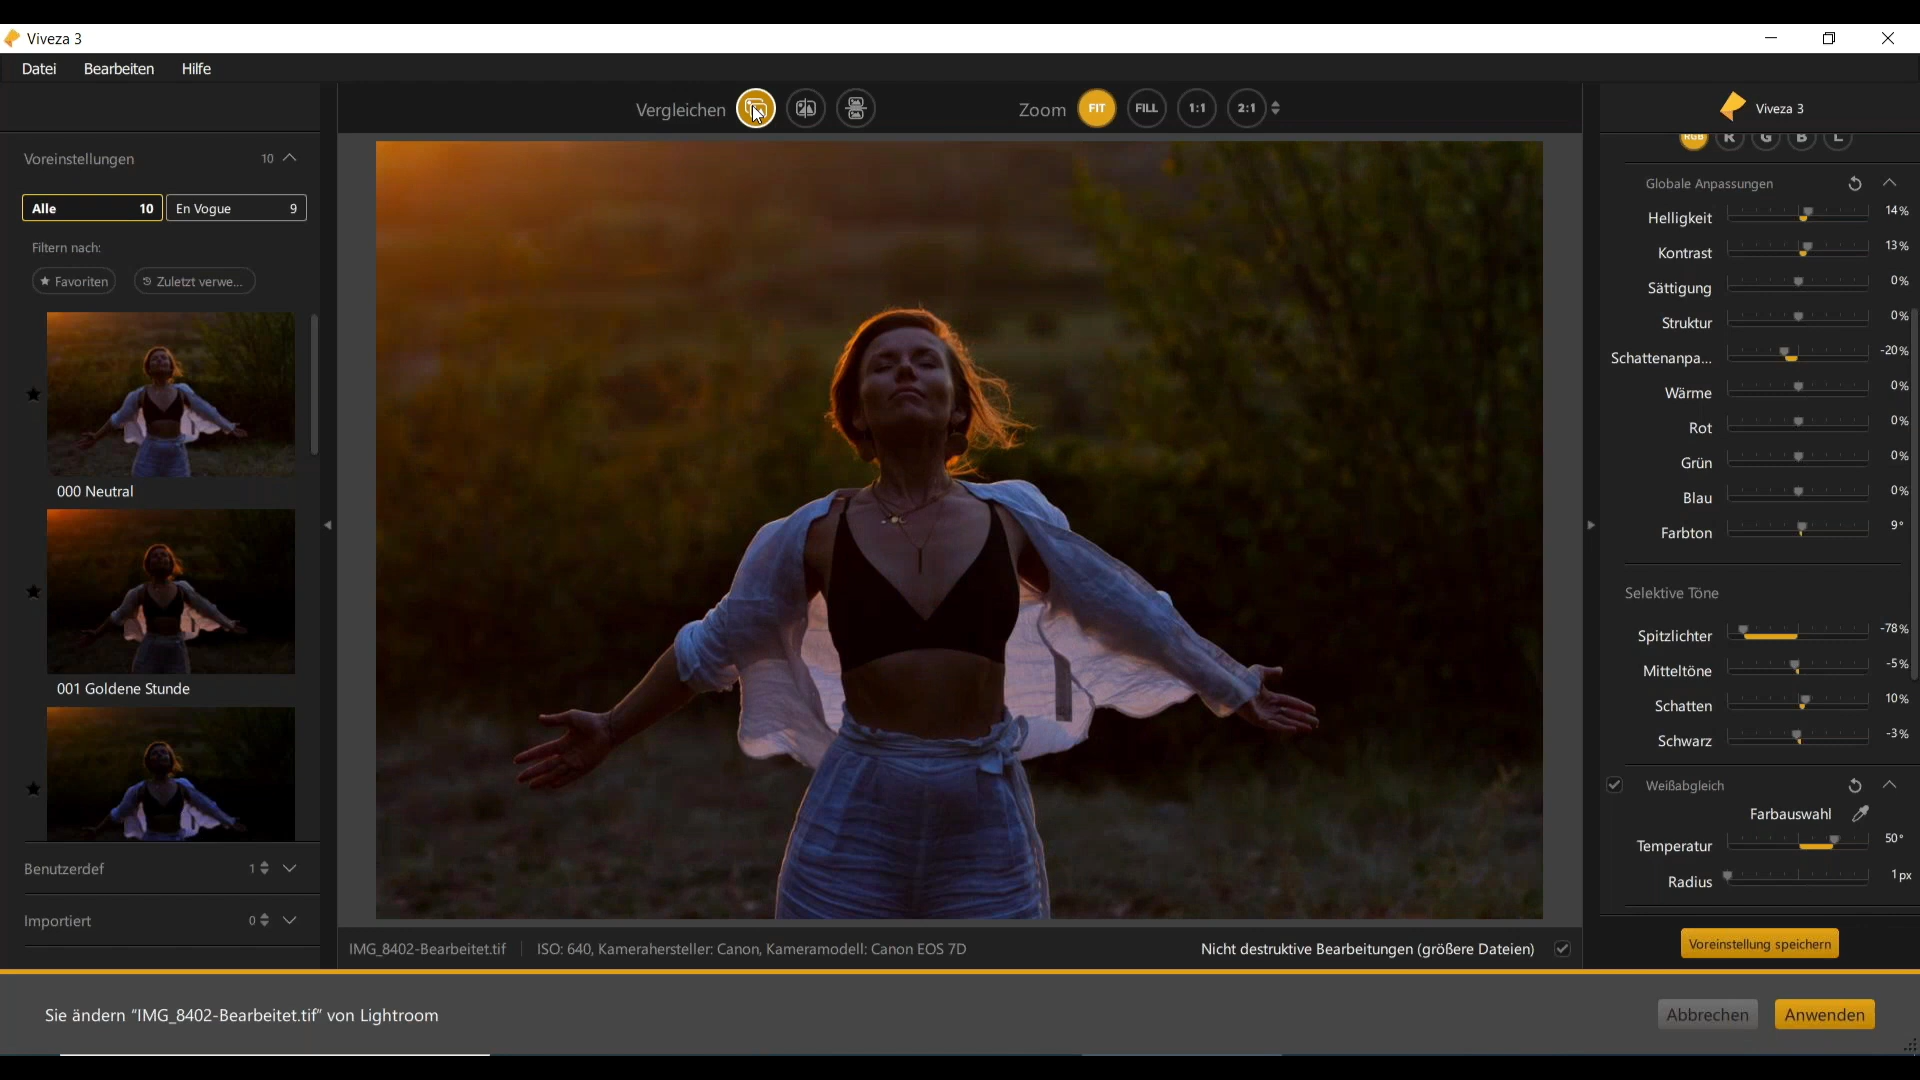 Viveza 3
Datei Bearbeiten Hilfe
Vergleichen Zoom FIT FILL 1:1 2:1
Viveza 3
Voreinstellungen 10
Alle 10 En Vogue 9
Filtern nach:
Favoriten Zuletzt verwe...
000 Neutral
001 Goldene Stunde
Benutzerdef 1
Importiert 0
RGB R G B L
Globale Anpassungen
Helligkeit 14%
Kontrast 13%
Sättigung 0%
Struktur 0%
Schattenanpa... -20%
Wärme 0%
Rot 0%
Grün 0%
Blau 0%
Farbton 9°
Selektive Töne
Spitzlichter -78%
Mitteltöne -5%
Schatten 10%
Schwarz -3%
Weißabgleich
Farbauswahl
Temperatur 50°
Radius 1px
IMG_8402-Bearbeitet.tif ISO: 640, Kamerahersteller: Canon, Kameramodell: Canon EOS 7D Nicht destruktive Bearbeitungen (größere Dateien)
Voreinstellung speichern
Sie ändern "IMG_8402-Bearbeitet.tif" von Lightroom
Abbrechen Anwenden